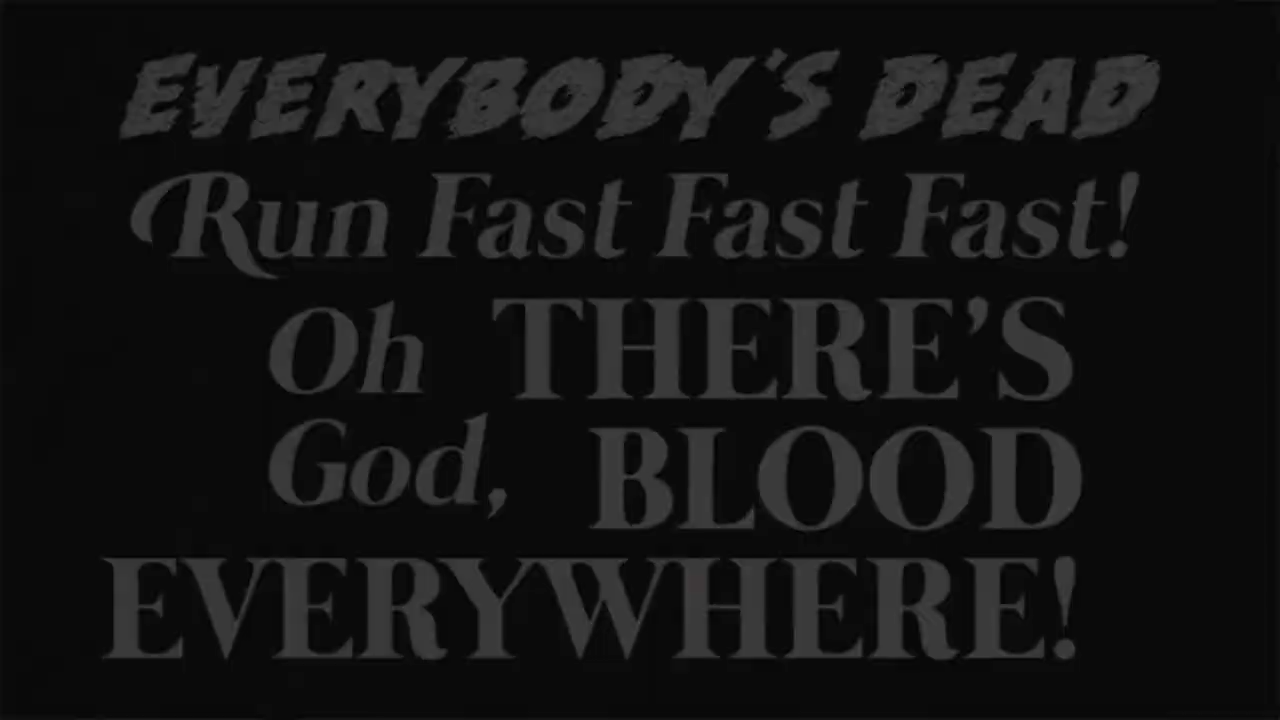 EVERYBODY'S DEAD
Run Fast Fast Fast!
Oh THERE'S
God, BLOOD
EVERYWHERE!